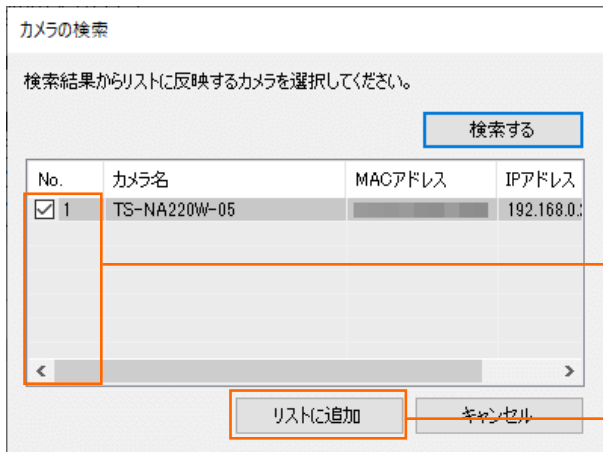 カメラの検索
検索結果からリストに反映するカメラを選択してください。
検索する
No. カメラ名 MACアドレス IPアドレス
1 TS-NA220W-05 192.168.0.
リストに追加 キャンセル